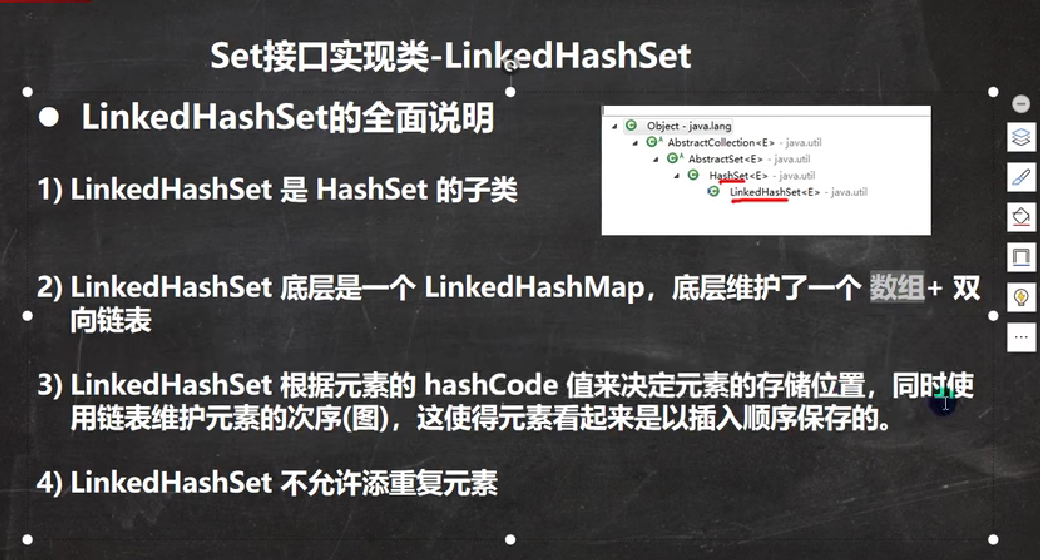 Set接口实现类-LinkedHashSet
● LinkedHashSet的全面说明
Object - java.lang
AbstractCollection<E> - java.util
AbstractSet<E> - java.util
HashSet<E> - java.util
LinkedHashSet<E> - java.util
1) LinkedHashSet 是 HashSet 的子类
2) LinkedHashSet 底层是一个 LinkedHashMap，底层维护了一个 数组+ 双
向链表
3) LinkedHashSet 根据元素的 hashCode 值来决定元素的存储位置，同时使
用链表维护元素的次序(图)，这使得元素看起来是以插入顺序保存的。
4) LinkedHashSet 不允许添重复元素